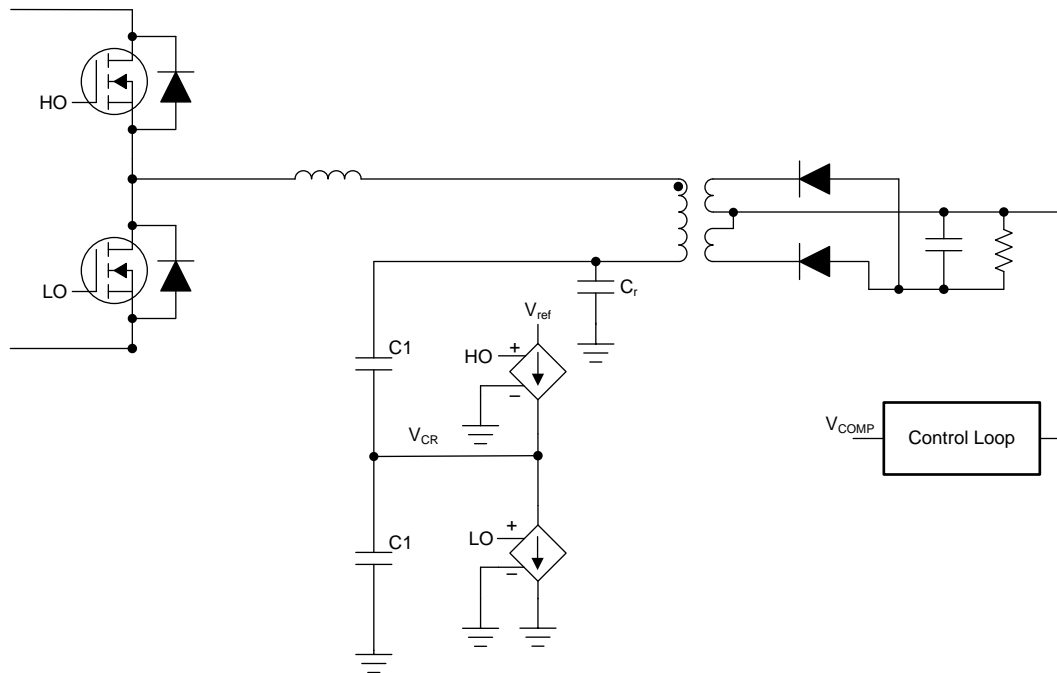 HO
LO
C1
V_ref
HO
+
−
C_r
V_CR
C1
LO
+
−
V_COMP
Control Loop